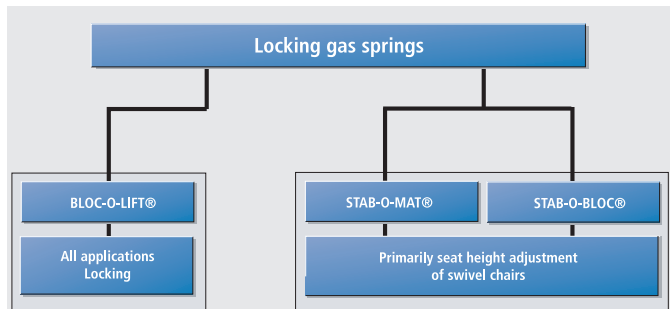 Locking gas springs
BLOC-O-LIFT®
STAB-O-MAT®
STAB-O-BLOC®
All applications
Locking
Primarily seat height adjustment
of swivel chairs